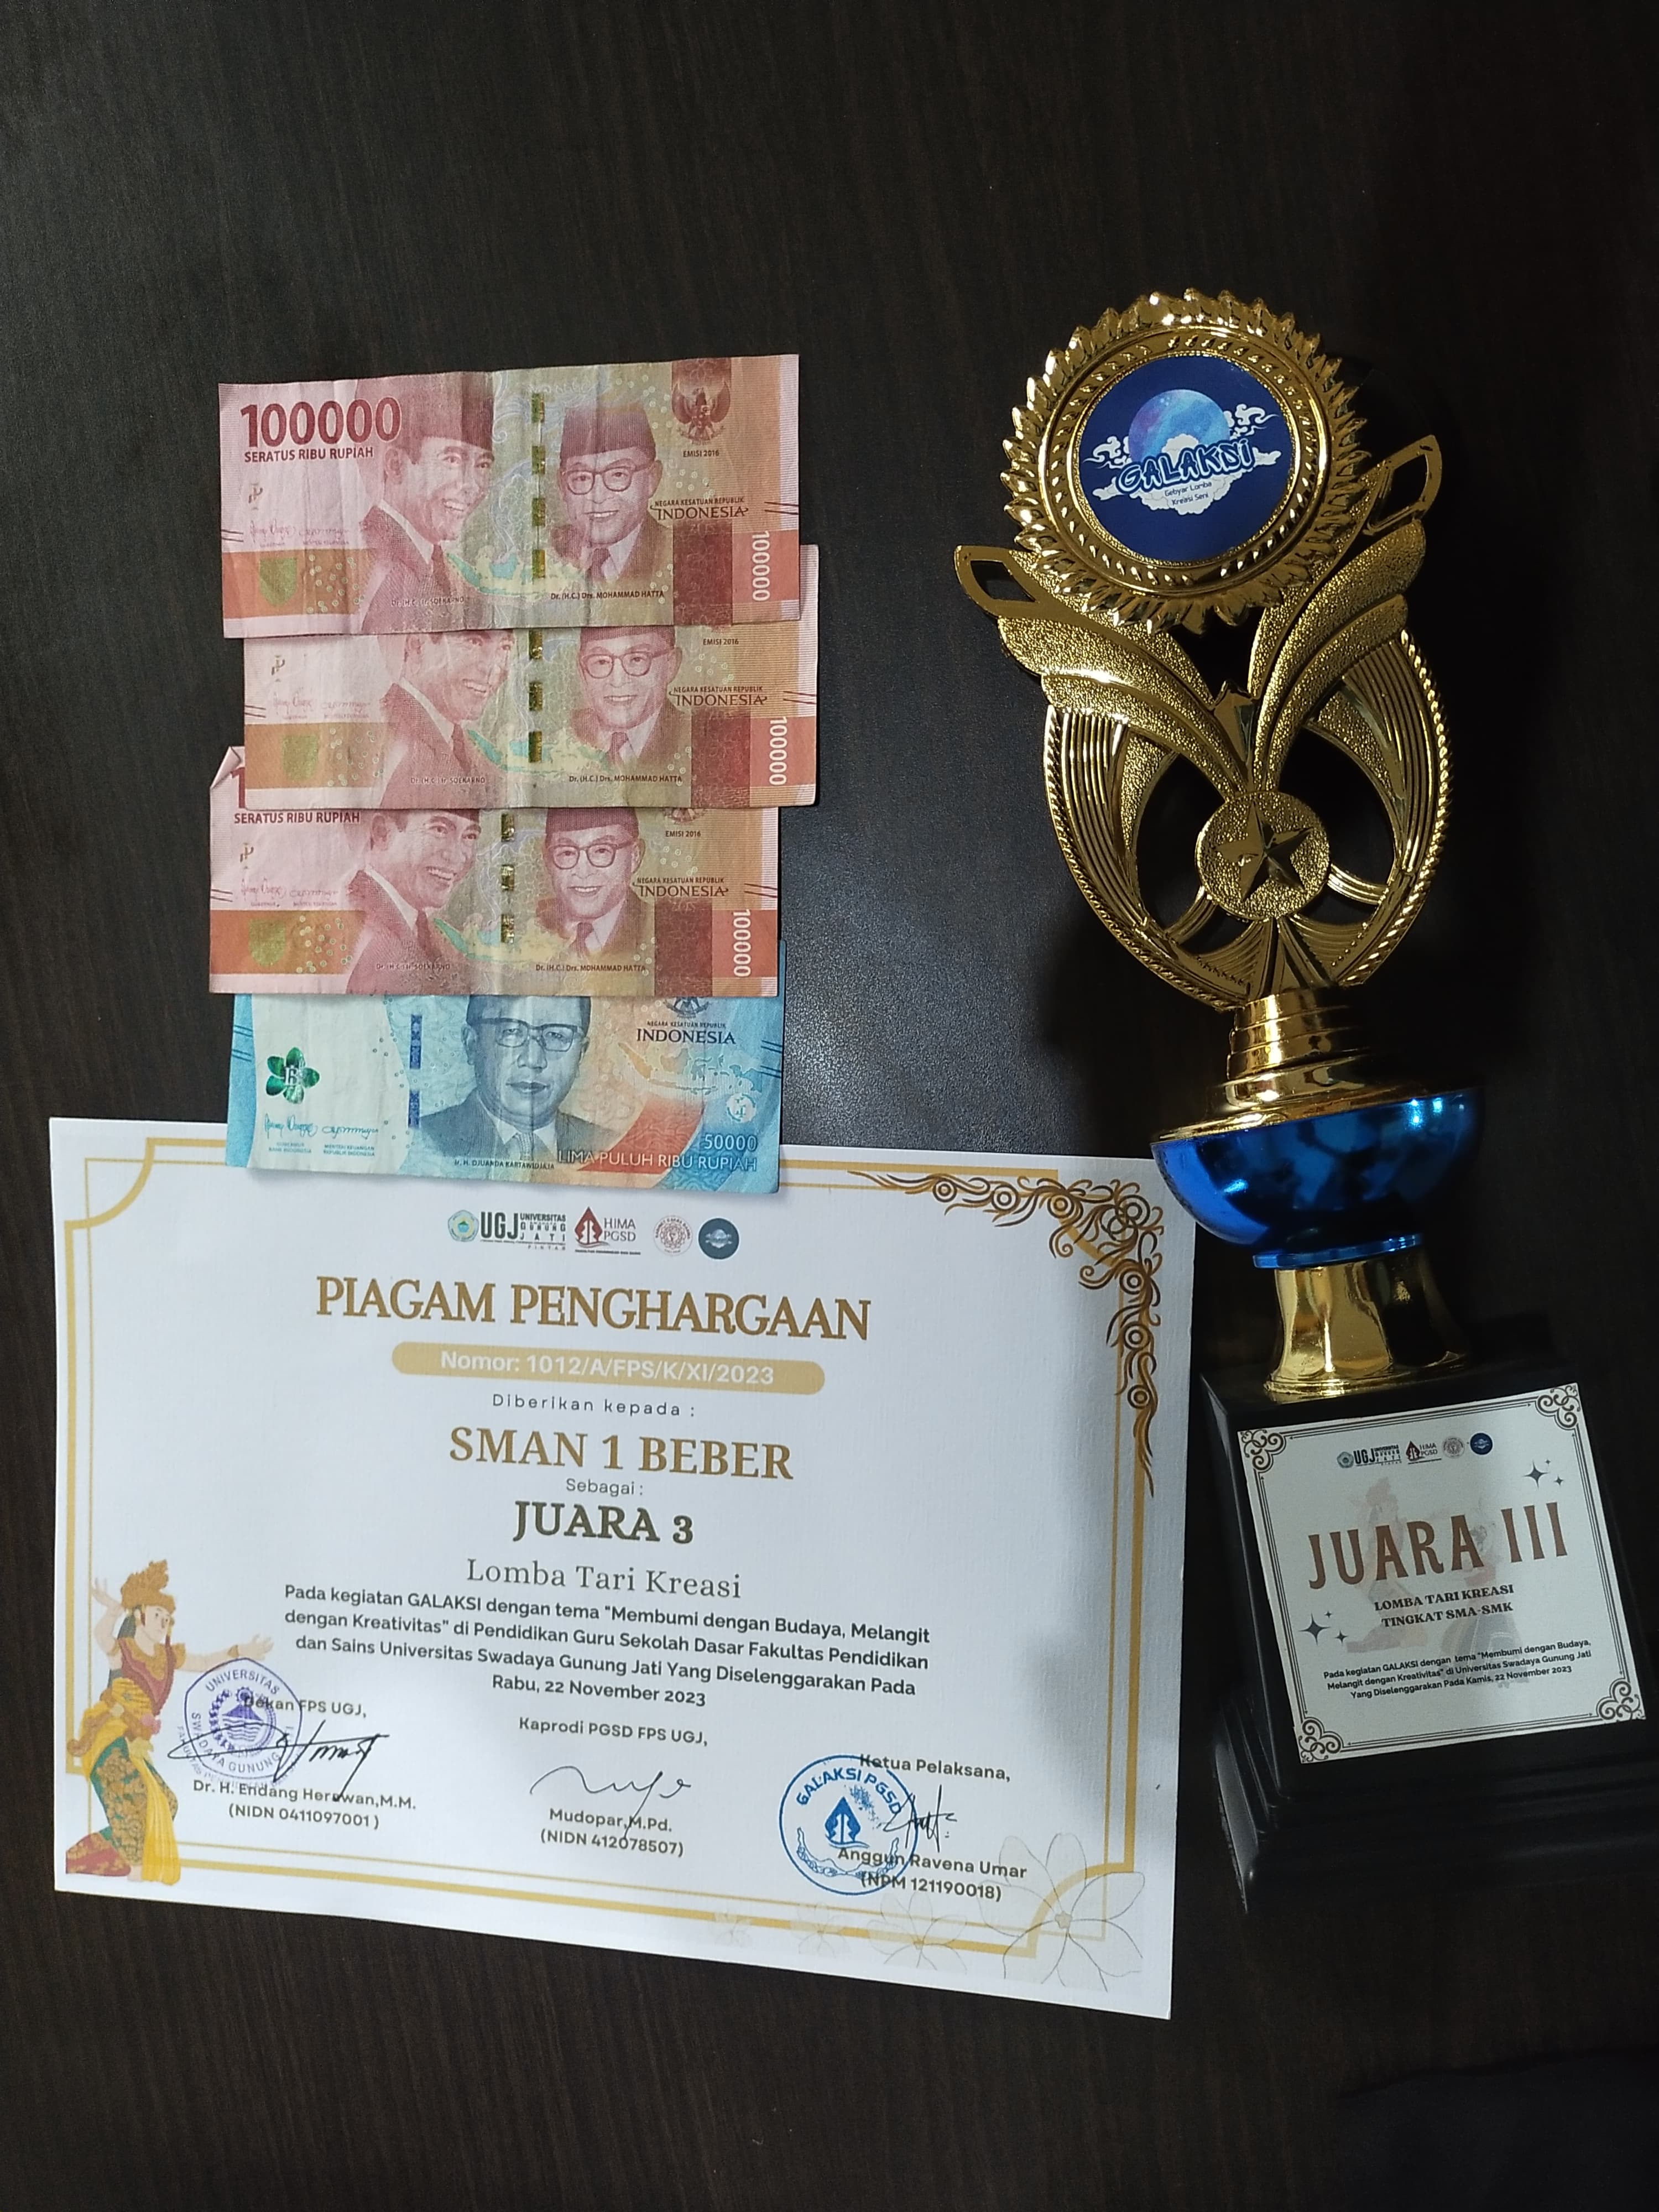 100000
SERATUS RIBU RUPIAH
EMISI 2016
NEGARA KESATUAN REPUBLIK
INDONESIA
100000
Dr. (H.C.) Ir. SOEKARNO
Dr. (H.C.) Drs. MOHAMMAD HATTA
EMISI 2016
NEGARA KESATUAN REPUBLIK
INDONESIA
100000
Dr. (H.C.) Ir. SOEKARNO
Dr. (H.C.) Drs. MOHAMMAD HATTA
SERATUS RIBU RUPIAH
EMISI 2016
NEGARA KESATUAN REPUBLIK
INDONESIA
100000
Dr. (H.C.) Ir. SOEKARNO
Dr. (H.C.) Drs. MOHAMMAD HATTA
NEGARA KESATUAN REPUBLIK
INDONESIA
GUBERNUR
BANK INDONESIA
MENTERI KEUANGAN
REPUBLIK INDONESIA
50000
LIMA PULUH RIBU RUPIAH
Ir. H. DJUANDA KARTAWIDJAJA
GALAKSI
Gebyar Lomba
Kreasi Seni
UGJ UNIVERSITAS
GUNUNG
JATI
HIMA
PGSD
PIAGAM PENGHARGAAN
Nomor: 1012/A/FPS/K/XI/2023
Diberikan kepada :
SMAN 1 BEBER
Sebagai :
JUARA 3
Lomba Tari Kreasi
Pada kegiatan GALAKSI dengan tema "Membumi dengan Budaya, Melangit
dengan Kreativitas" di Pendidikan Guru Sekolah Dasar Fakultas Pendidikan
dan Sains Universitas Swadaya Gunung Jati Yang Diselenggarakan Pada
Rabu, 22 November 2023
Dekan FPS UGJ,
UNIVERSITAS
SWADAYA GUNUNG
Dr. H. Endang Herawan,M.M.
(NIDN 0411097001 )
Kaprodi PGSD FPS UGJ,
Mudopar,M.Pd.
(NIDN 412078507)
Ketua Pelaksana,
GALAKSI PGSD
Anggun Ravena Umar
(NPM 121190018)
UGJ UNIVERSITAS
JATI
HIMA
PGSD
JUARA III
LOMBA TARI KREASI
TINGKAT SMA-SMK
Pada kegiatan GALAKSI dengan tema "Membumi dengan Budaya,
Melangit dengan Kreativitas" di Universitas Swadaya Gunung Jati
Yang Diselenggarakan Pada Kamis, 22 November 2023